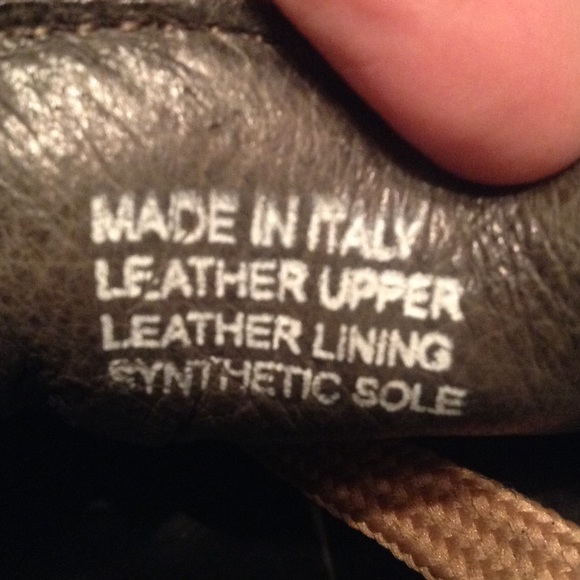 MADE IN ITALY
LEATHER UPPER
LEATHER LINING
SYNTHETIC SOLE